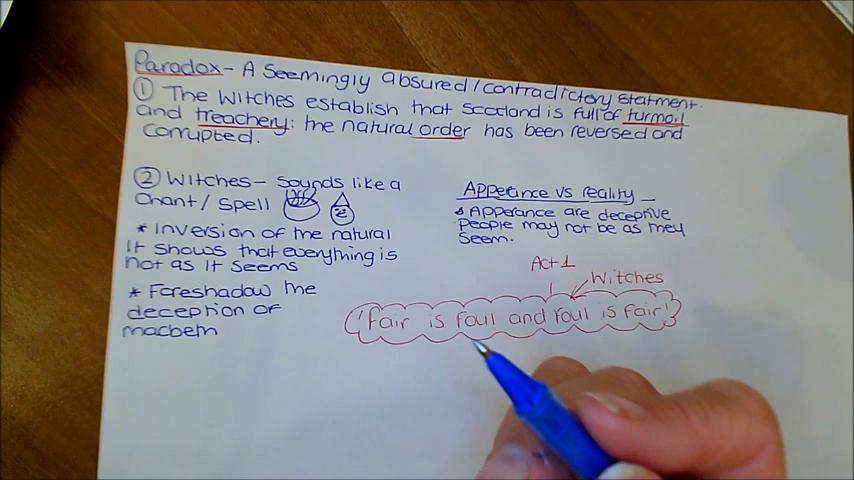 Paradox - A Seemingly absured/contradictory statment.
① The witches establish that Scotland is full of turmoil
and treachery: the natural order has been reversed and
corrupted.
② Witches - Sounds like a
chant/spell
* Inversion of the natural
It shows that everything is
not as it seems
* Foreshadow the
deception of
macbeth
Apperance vs reality
* Apperance are deceptive
people may not be as they
seem.
Act 1
Witches
'Fair is foul and foul is fair'